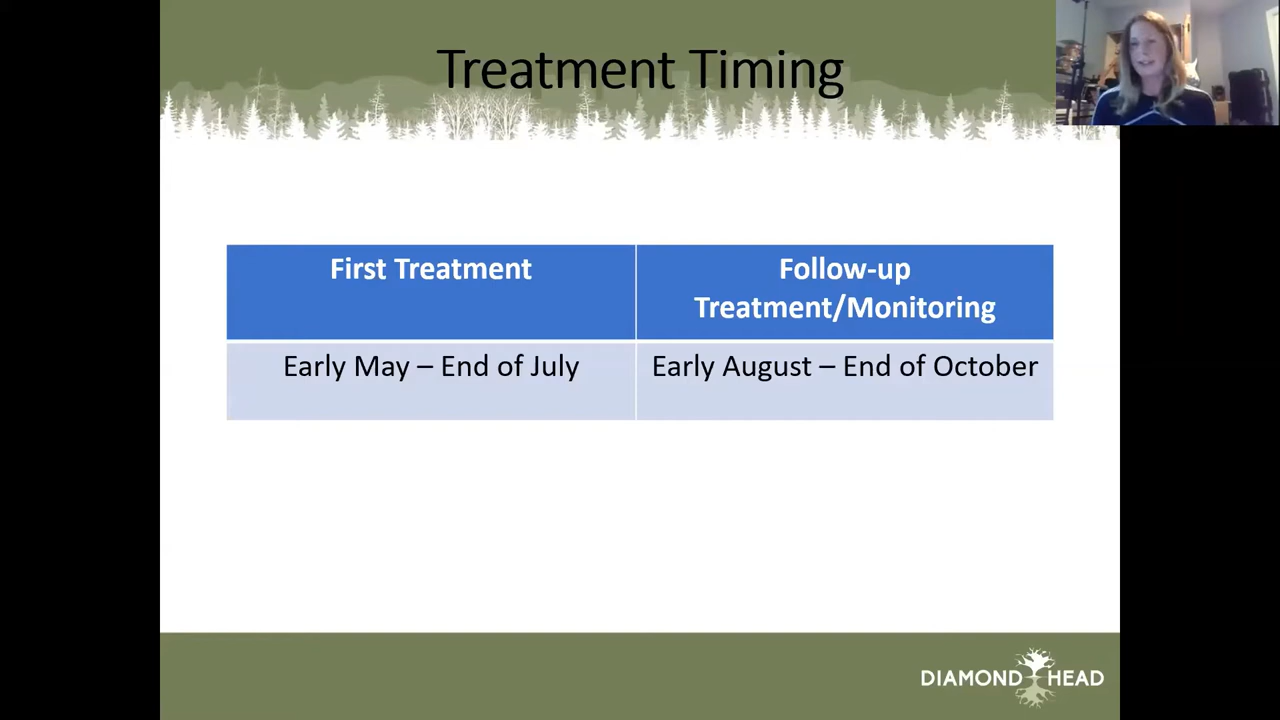 Treatment Timing
First Treatment
Follow-up
Treatment/Monitoring
Early May – End of July
Early August – End of October
DIAMOND HEAD